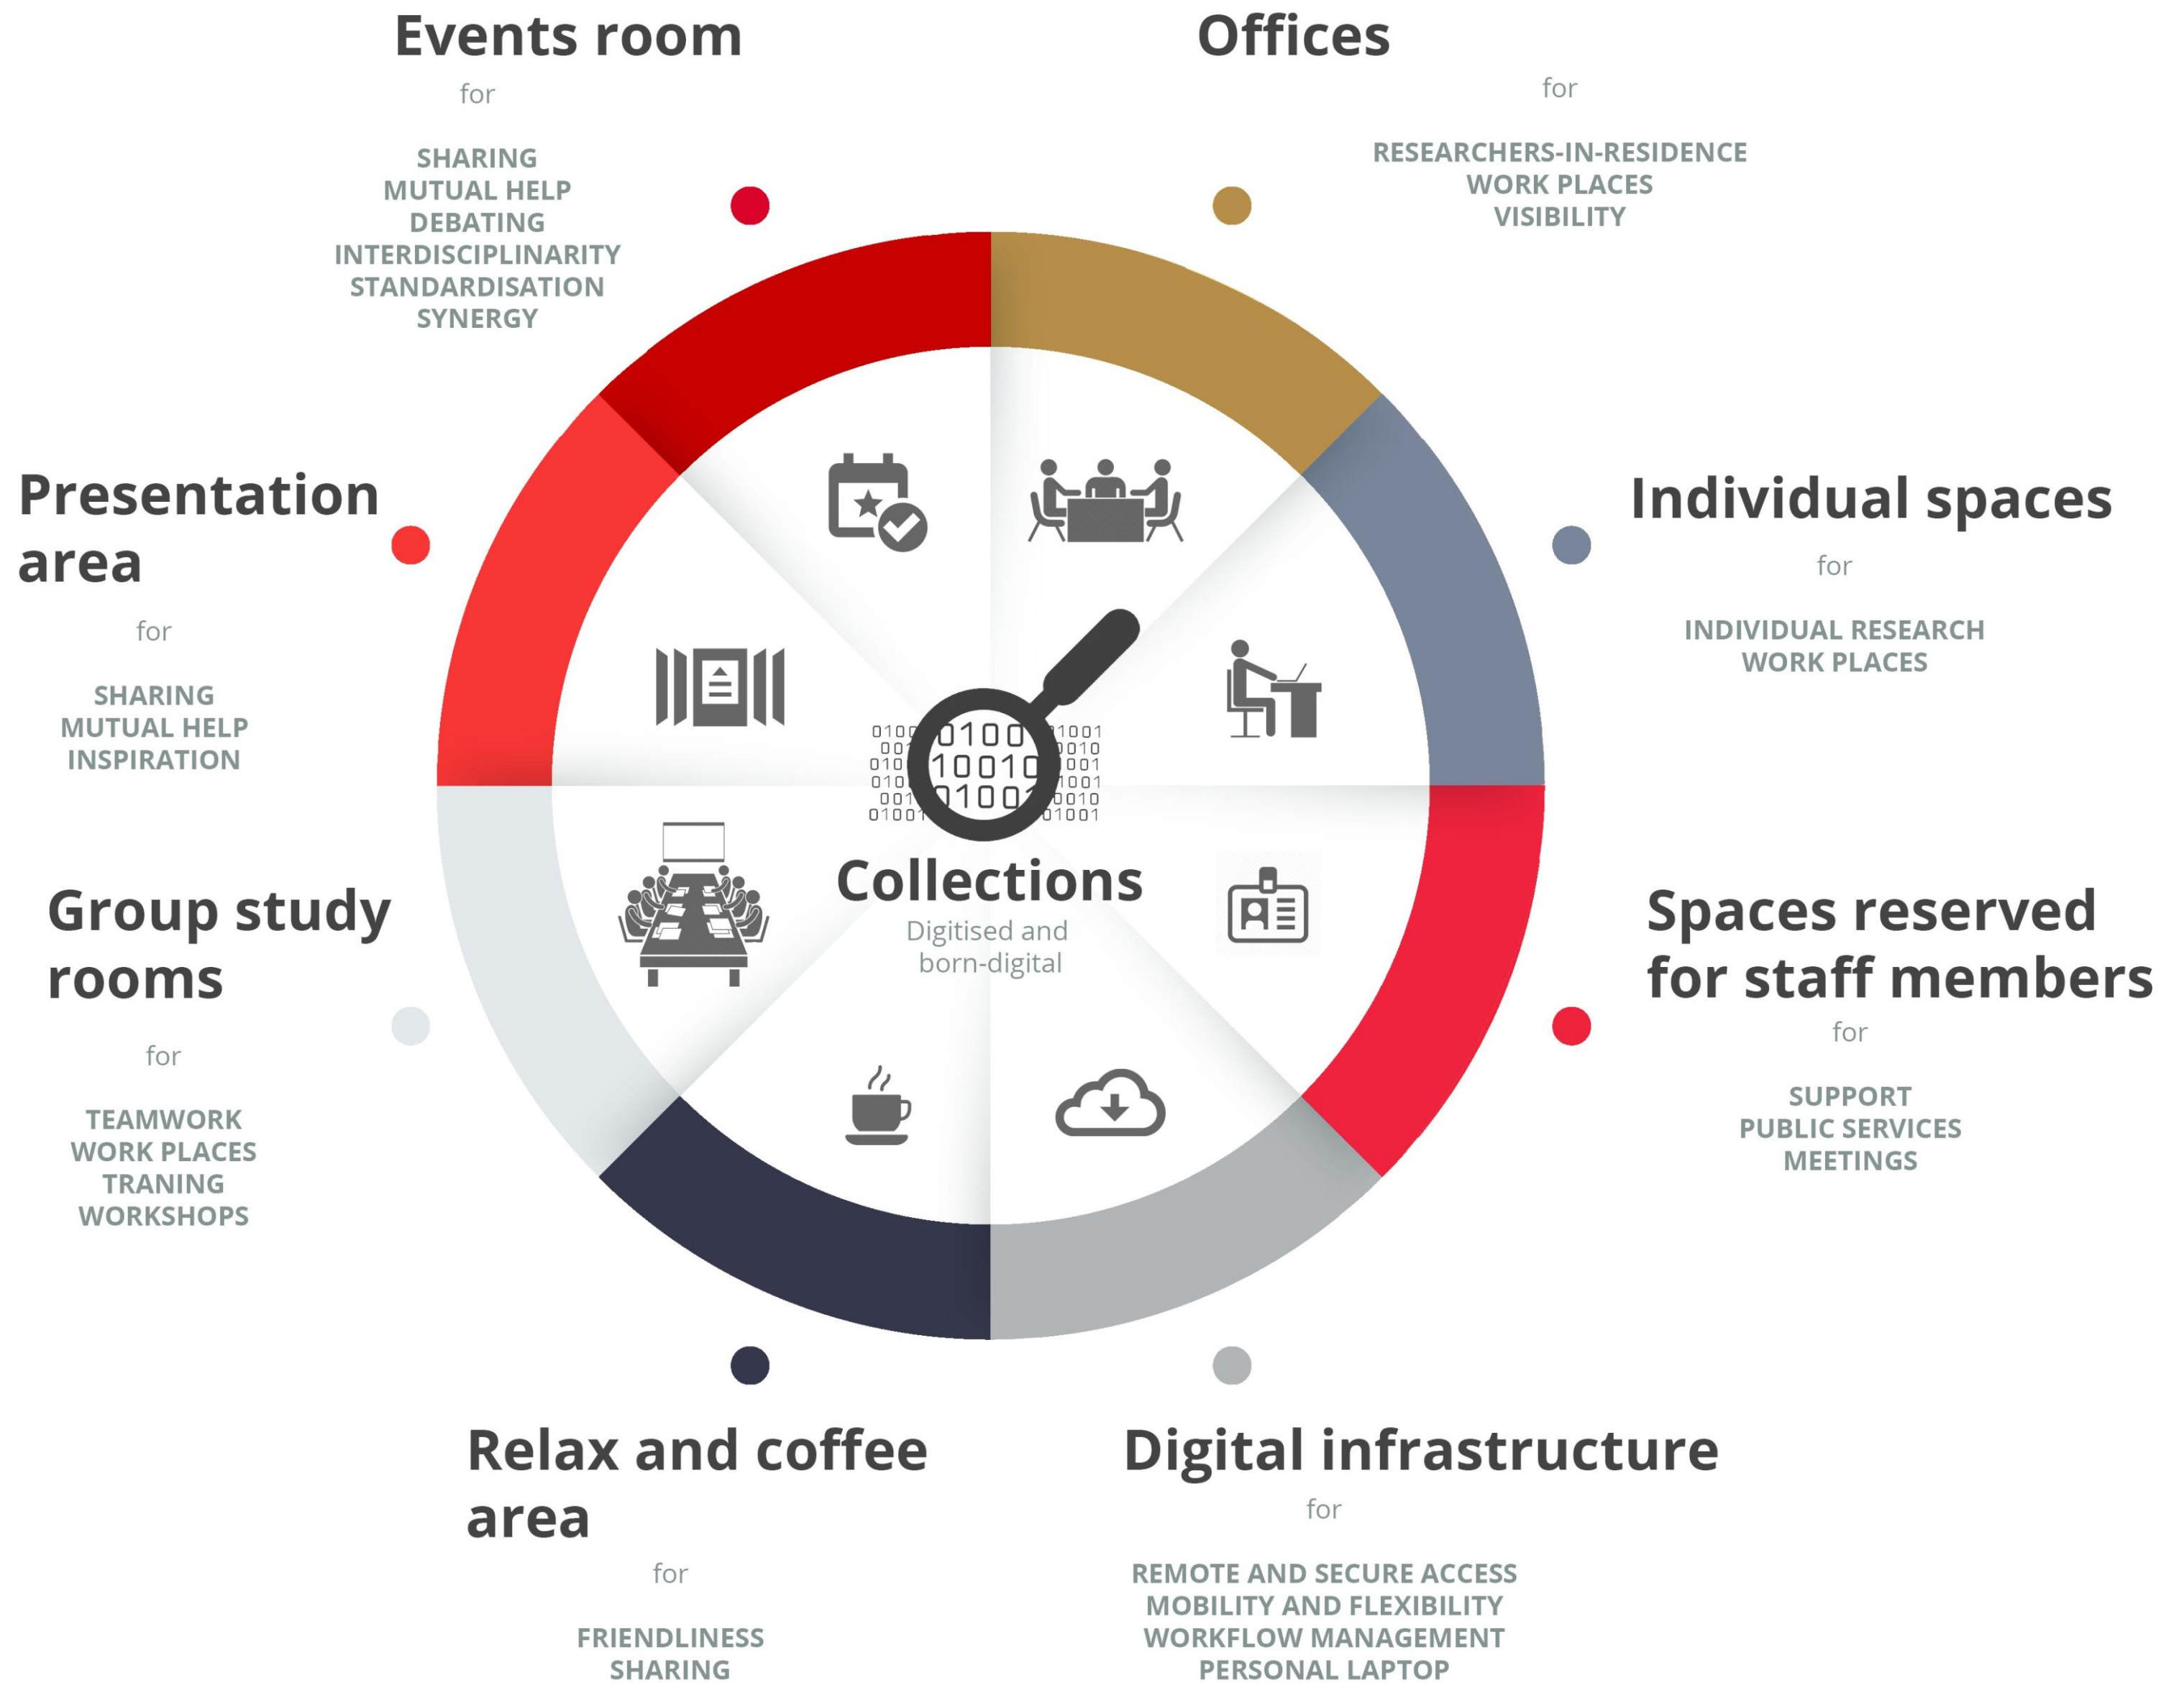 Events room
for
SHARING
MUTUAL HELP
DEBATING
INTERDISCIPLINARITY
STANDARDISATION
SYNERGY
Offices
for
RESEARCHERS-IN-RESIDENCE
WORK PLACES
VISIBILITY
Presentation
area
for
SHARING
MUTUAL HELP
INSPIRATION
Individual spaces
for
INDIVIDUAL RESEARCH
WORK PLACES
0100
10010
Collections
Digitised and
born-digital
Group study
rooms
for
TEAMWORK
WORK PLACES
TRANING
WORKSHOPS
Spaces reserved
for staff members
for
SUPPORT
PUBLIC SERVICES
MEETINGS
Relax and coffee
area
for
FRIENDLINESS
SHARING
Digital infrastructure
for
REMOTE AND SECURE ACCESS
MOBILITY AND FLEXIBILITY
WORKFLOW MANAGEMENT
PERSONAL LAPTOP